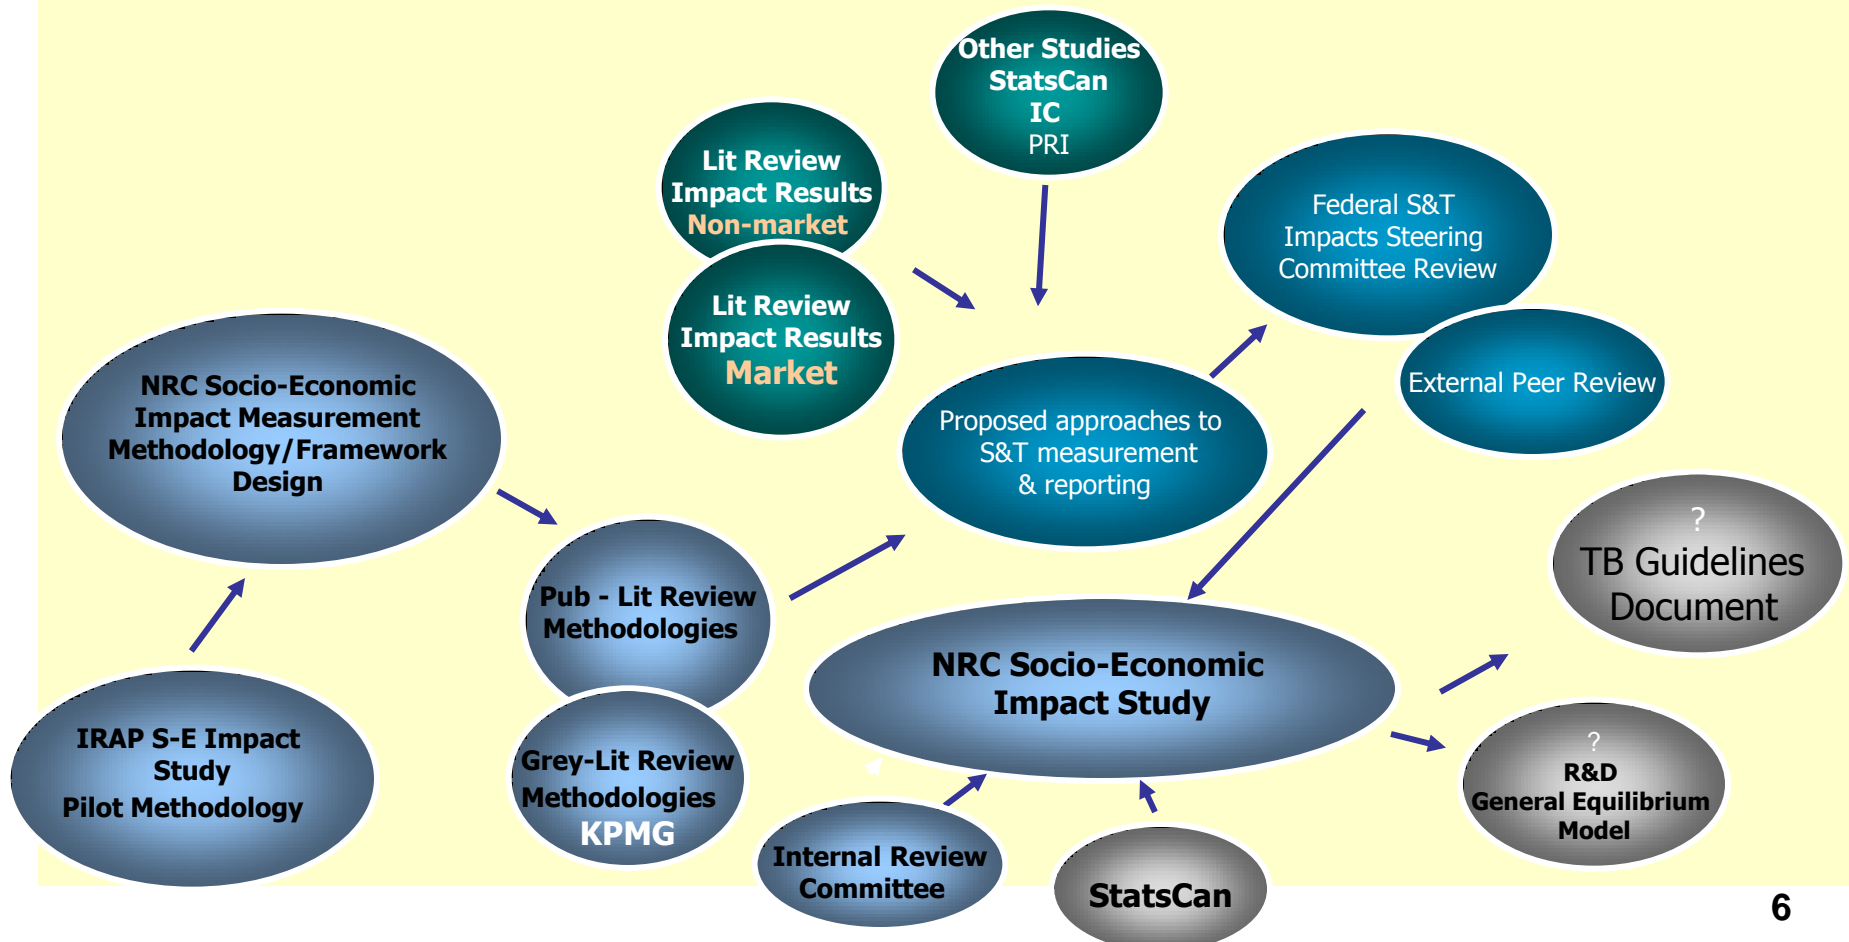 Other Studies
StatsCan
IC
PRI
Lit Review
Impact Results
Non-market
Lit Review
Impact Results
Market
Federal S&T
Impacts Steering
Committee Review
External Peer Review
NRC Socio-Economic
Impact Measurement
Methodology/Framework
Design
Proposed approaches to
S&T measurement
& reporting
?
TB Guidelines
Document
Pub - Lit Review
Methodologies
NRC Socio-Economic
Impact Study
IRAP S-E Impact
Study
Pilot Methodology
Grey-Lit Review
Methodologies
KPMG
?
R&D
General Equilibrium
Model
Internal Review
Committee
StatsCan
6